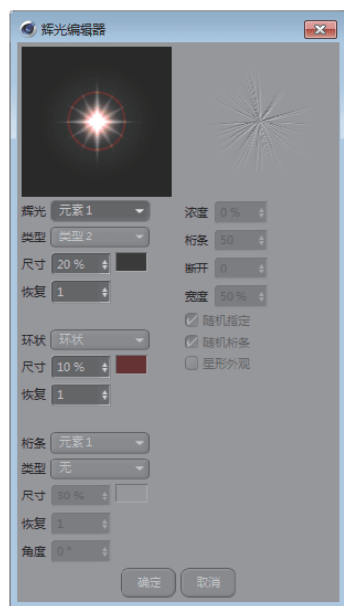 辉光编辑器
辉光 元素1
类型 类型2
尺寸 20 %
恢复 1
环状 环状
尺寸 10 %
恢复 1
桁条 元素1
类型 无
尺寸 30 %
恢复 1
角度 0 °
浓度 0 %
桁条 50
断开 0
宽度 50 %
随机指定
随机桁条
星形外观
确定 取消